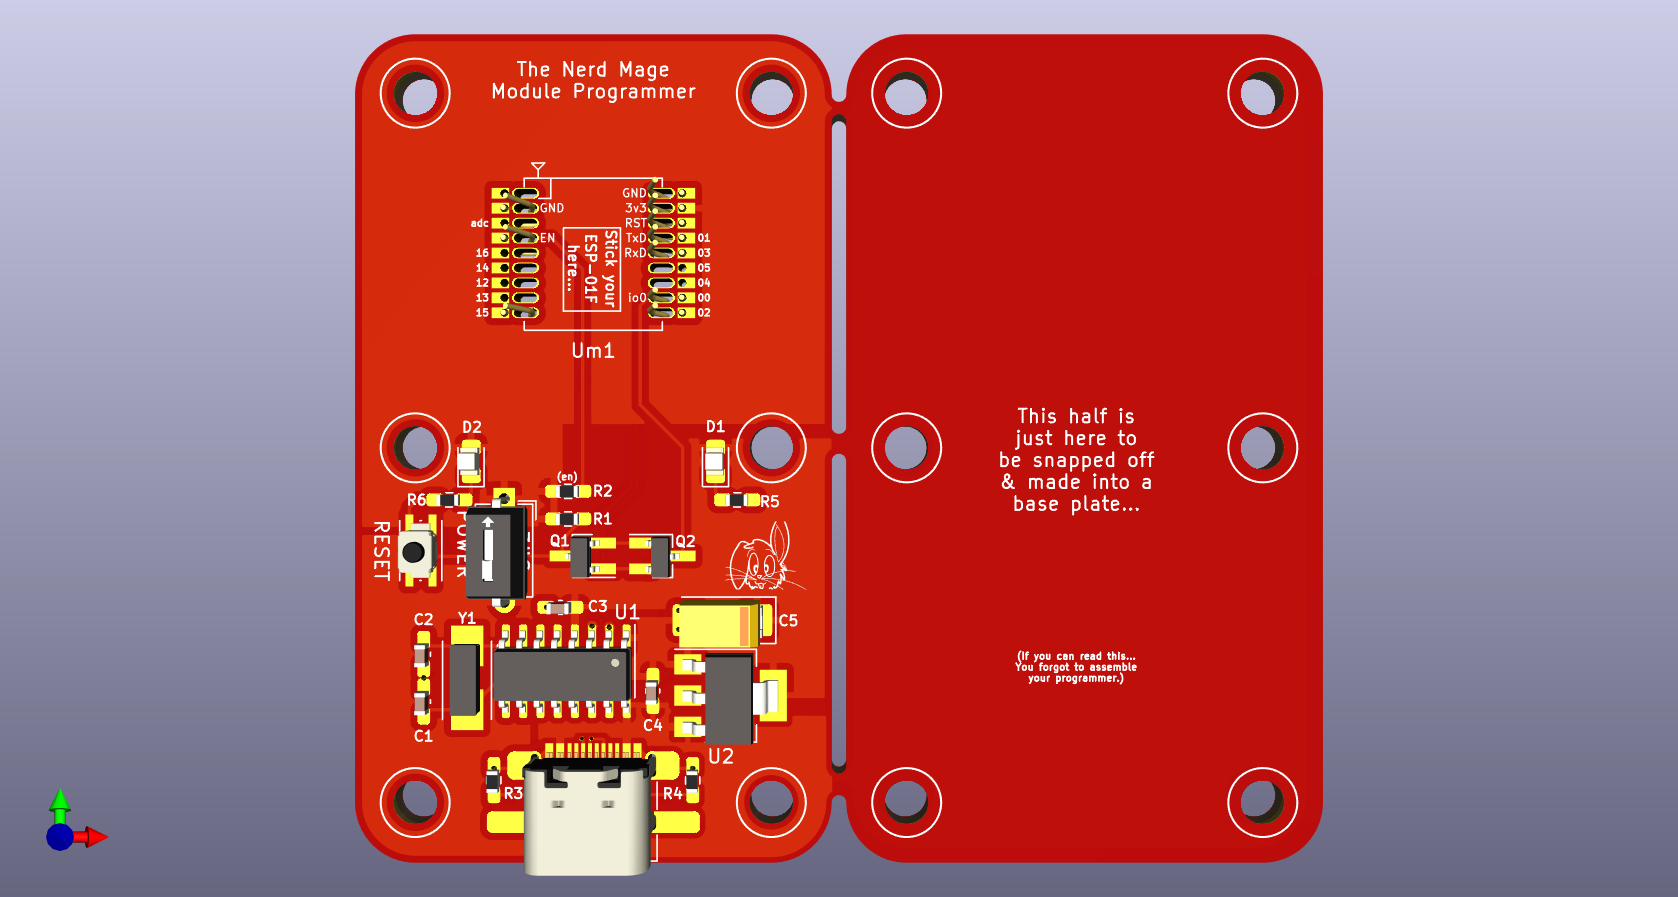 The Nerd Mage
Module Programmer
GND
GND
3v3
adc
RST
EN
TxD
01
16
RxD
03
14
05
12
04
13
io0
00
15
02
Stick your
ESP-01F
here...
Um1
D2
D1
(en)
R2
R6
R5
R1
RESET
POWER
Q1
Q2
C3
U1
C2
Y1
C5
C1
C4
U2
R3
R4
This half is
just here to
be snapped off
& made into a
base plate...
(If you can read this...
You forgot to assemble
your programmer.)